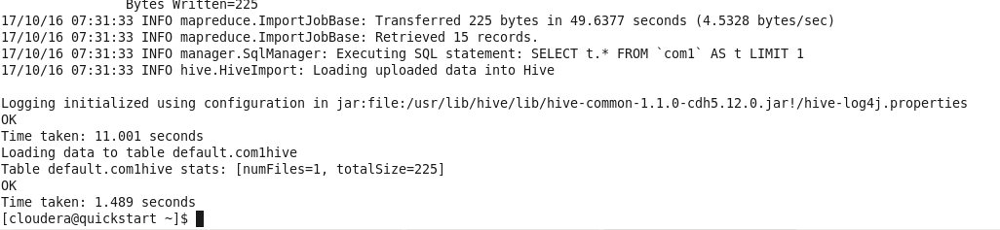 Bytes Written=225
17/10/16 07:31:33 INFO mapreduce.ImportJobBase: Transferred 225 bytes in 49.6377 seconds (4.5328 bytes/sec)
17/10/16 07:31:33 INFO mapreduce.ImportJobBase: Retrieved 15 records.
17/10/16 07:31:33 INFO manager.SqlManager: Executing SQL statement: SELECT t.* FROM `com1` AS t LIMIT 1
17/10/16 07:31:33 INFO hive.HiveImport: Loading uploaded data into Hive
Logging initialized using configuration in jar:file:/usr/lib/hive/lib/hive-common-1.1.0-cdh5.12.0.jar!/hive-log4j.properties
OK
Time taken: 11.001 seconds
Loading data to table default.com1hive
Table default.com1hive stats: [numFiles=1, totalSize=225]
OK
Time taken: 1.489 seconds
[cloudera@quickstart ~]$